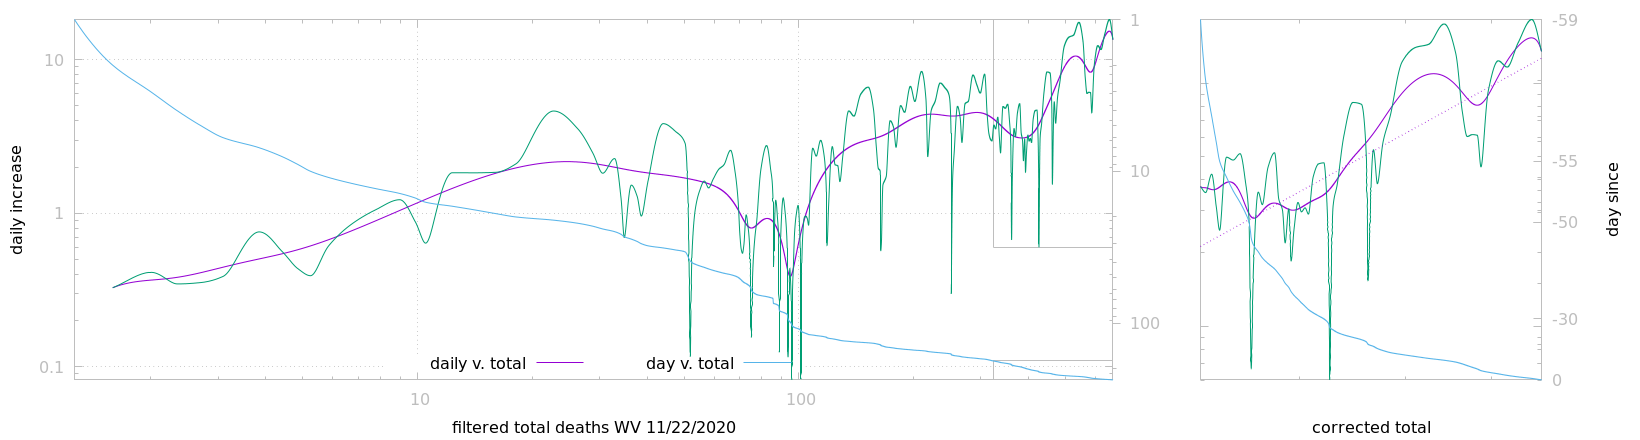 1 -59
10
daily increase
10 -55
1 -50
day since
100 -30
daily v. total day v. total
0.1 0
10 100
filtered total deaths WV 11/22/2020 corrected total